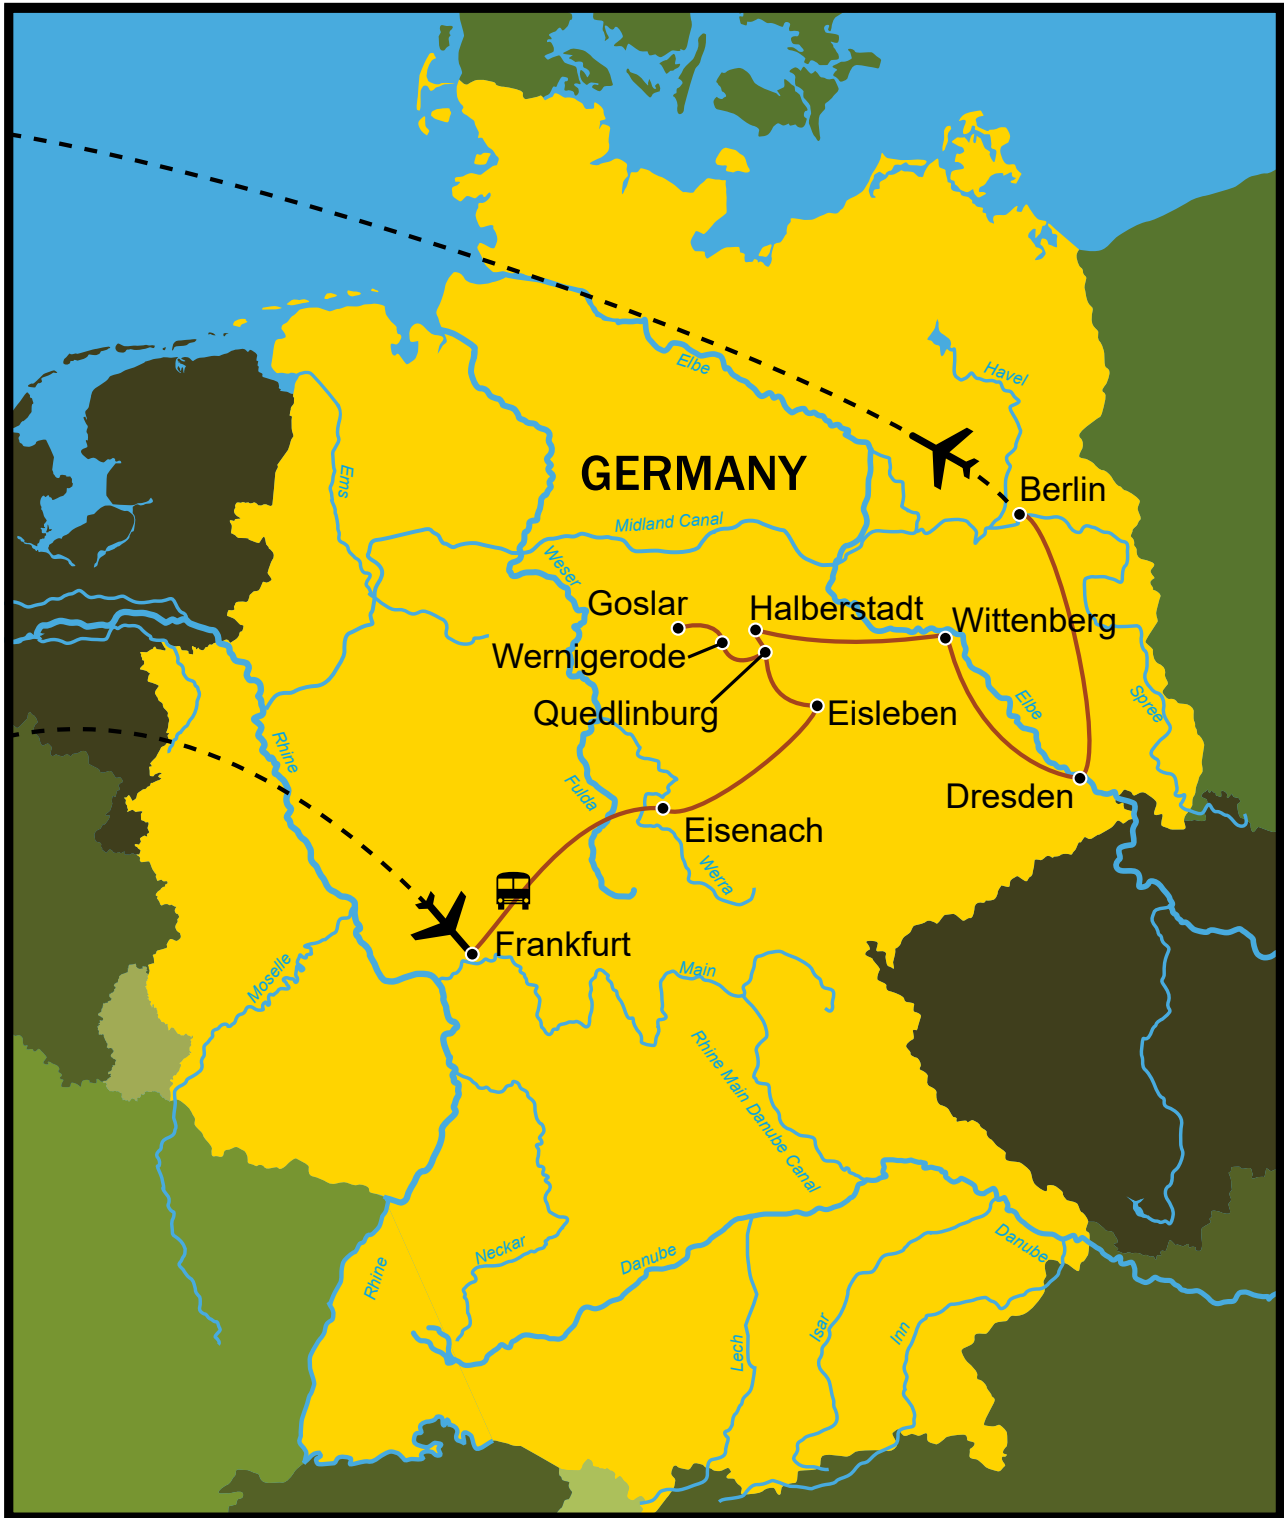 Elbe
Havel
GERMANY
Ems
Berlin
Midland Canal
Weser
Goslar
Halberstadt
Wittenberg
Wernigerode
Quedlinburg
Eisleben
Elbe
Spree
Rhine
Fulda
Dresden
Eisenach
Werra
Frankfurt
Moselle
Main
Rhine Main Danube Canal
Neckar
Danube
Danube
Rhine
Lech
Isar
Inn